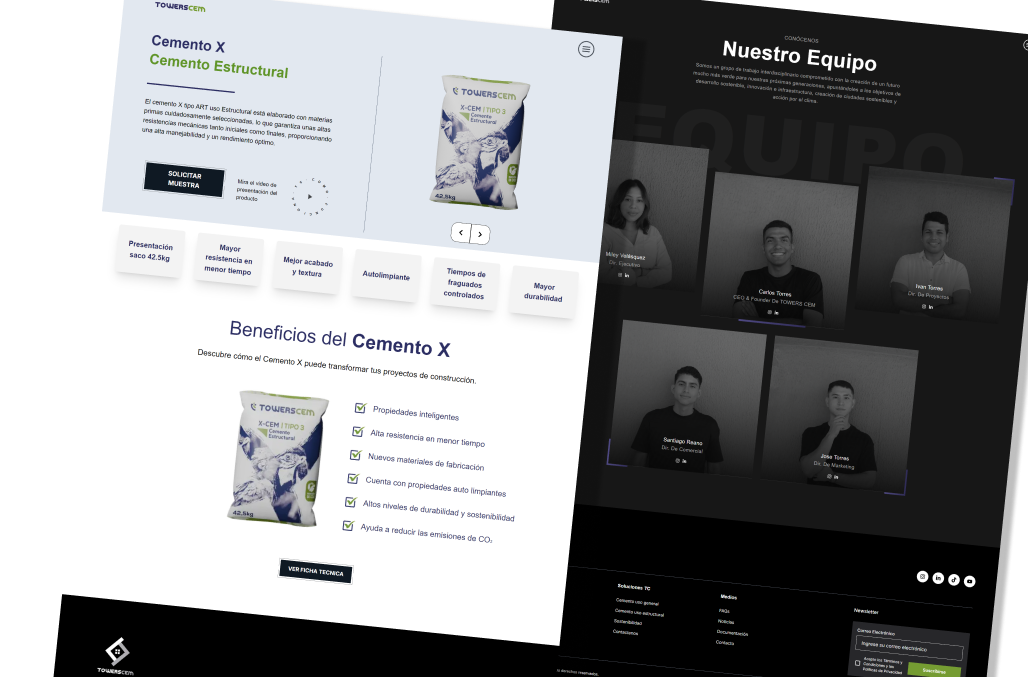 TOWERSCEM
Cemento X
Cemento Estructural
El cemento X tipo ART uso Estructural está elaborado con materias
primas cuidadosamente seleccionadas, lo que garantiza unas altas
resistencias mecánicas tanto iniciales como finales, proporcionando
una alta manejabilidad y un rendimiento óptimo.
SOLICITAR
MUESTRA
Mira el video de
presentación del
producto
TOWERSCEM
X-CEM | TIPO 3
Cemento
Estructural
42,5kg
Presentación
saco 42.5kg
Mayor
resistencia en
menor tiempo
Mejor acabado
y textura
Autolimpiante
Tiempos de
fraguados
controlados
Mayor
durabilidad
Beneficios del Cemento X
Descubre cómo el Cemento X puede transformar tus proyectos de construcción.
TOWERSCEM
X-CEM | TIPO 3
Cemento
Estructural
42,5kg
Propiedades inteligentes
Alta resistencia en menor tiempo
Nuevos materiales de fabricación
Cuenta con propiedades auto limpiantes
Altos niveles de durabilidad y sostenibilidad
Ayuda a reducir las emisiones de CO₂
VER FICHA TECNICA
TOWERSCEM
CONÓCENOS
Nuestro Equipo
Somos un grupo de trabajo interdisciplinario comprometido con la creación de un futuro
mucho más verde para nuestras próximas generaciones, apuntándoles a los objetivos de
desarrollo sostenible, innovación e infraestructura, creación de ciudades sostenibles y
acción por el clima.
EQUIPO
Miley Velásquez
Dir. Ejecutiva
Carlos Torres
CEO & Founder De TOWERS CEM
Ivan Torres
Dir. De Proyectos
Santiago Reano
Dir. De Comercial
Jose Torres
Dir. De Marketing
Soluciones TC
Cemento uso general
Cemento uso estructural
Sostenibilidad
Contactanos
Medios
FAQs
Noticias
Documentación
Contacto
Newsletter
Correo Electrónico
Ingrese su correo electrónico
Acepto los Términos y
Condiciones y las
Políticas de Privacidad
Suscribirse
derechos reservados.